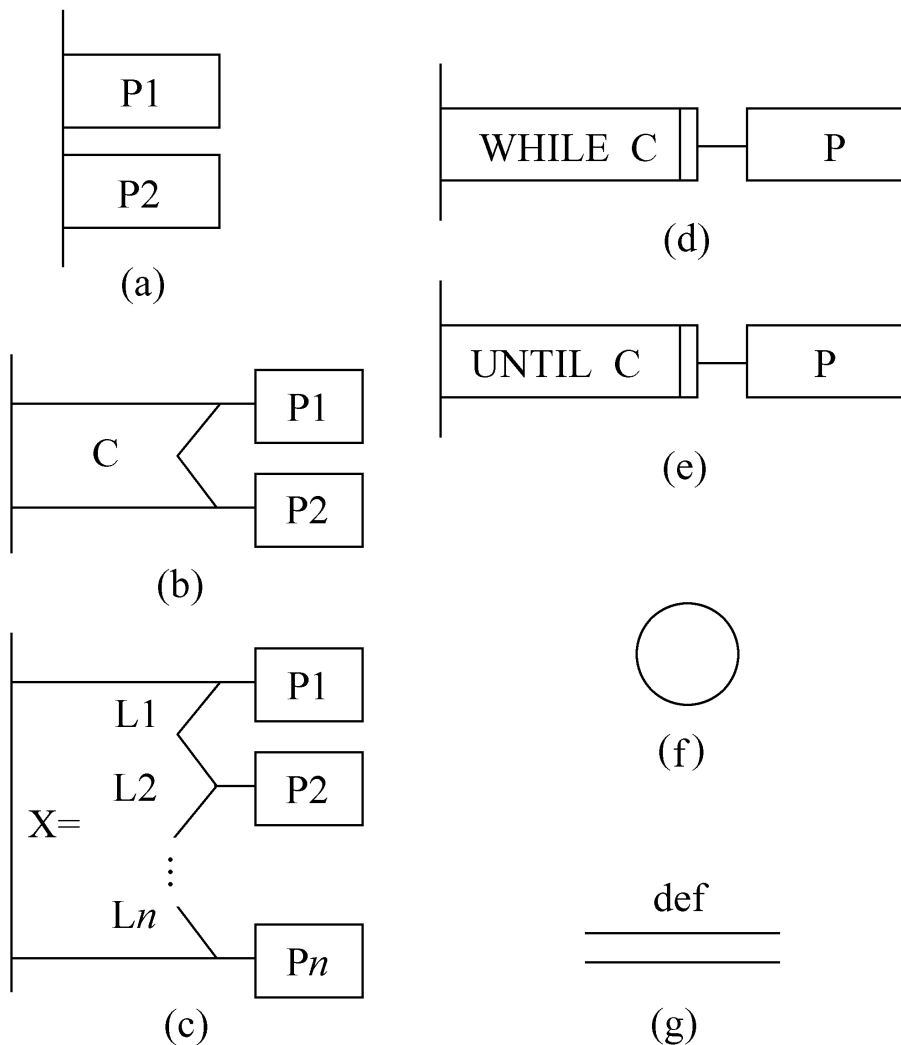 P1
P2
(a)
C
P1
P2
(b)
X=
L1
L2
⋮
Ln
P1
P2
Pn
(c)
WHILE C
P
(d)
UNTIL C
P
(e)
(f)
def
(g)